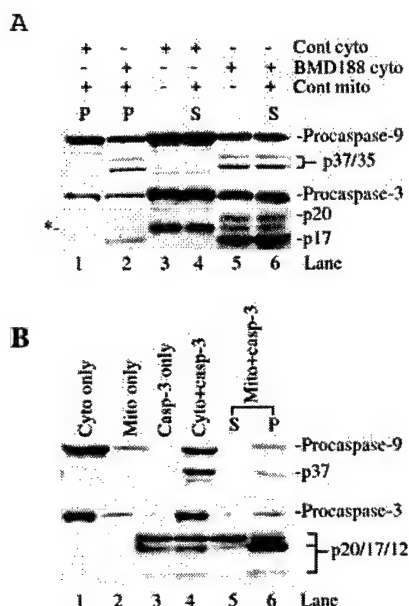 A
+ - + + - - Cont cyto
- + - - + + BMD188 cyto
+ + - + - + Cont mito
P P S S
-Procaspase-9
p37/35
-Procaspase-3
-p20
*-
-p17
1 2 3 4 5 6 Lane
B
Cyto only
Mito only
Casp-3 only
Cyto+casp-3
Mito+casp-3
S P
-Procaspase-9
-p37
-Procaspase-3
p20/17/12
1 2 3 4 5 6 Lane